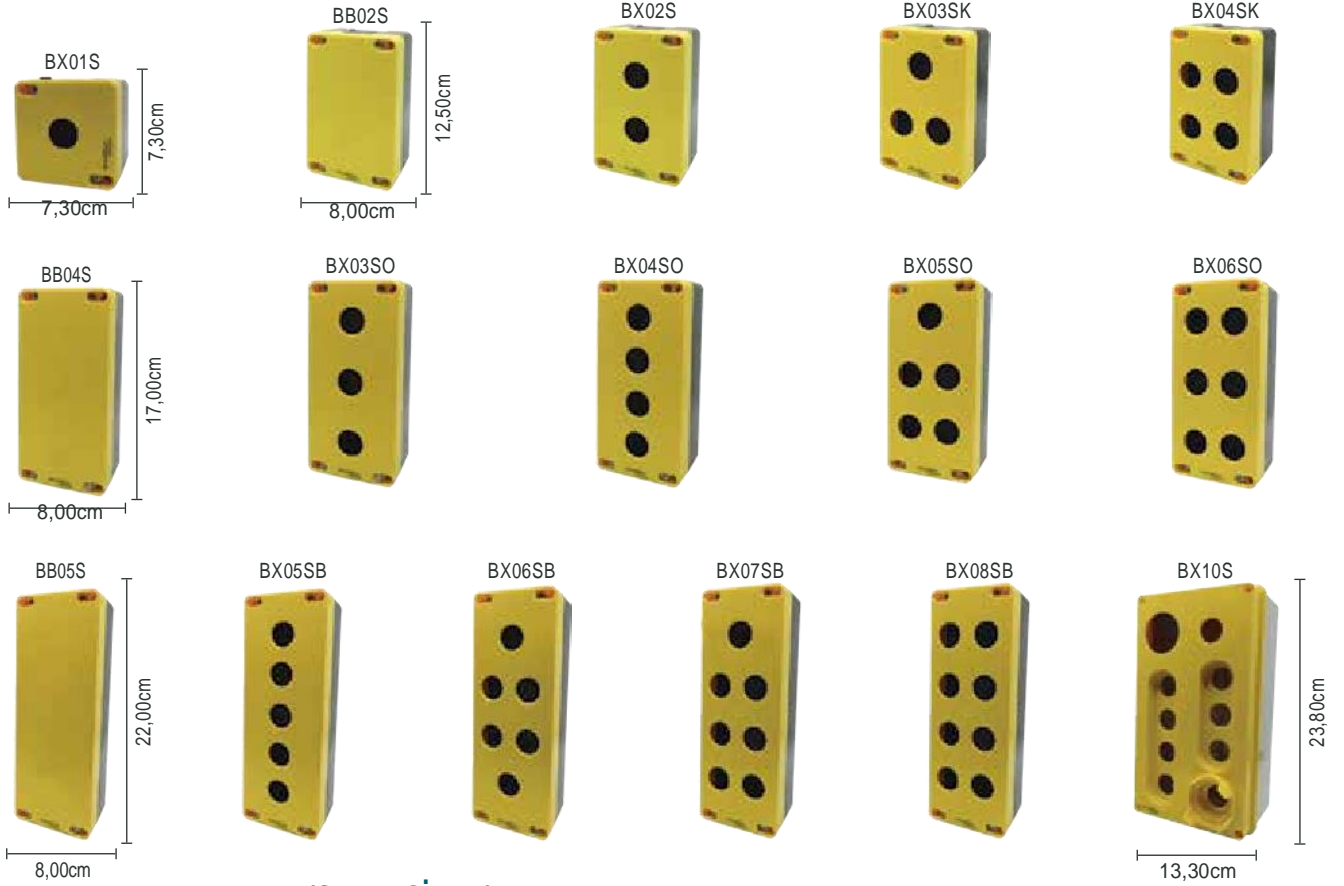 BX01S
7,30cm
7,30cm
BB02S
12,50cm
8,00cm
BX02S
BX03SK
BX04SK
BB04S
17,00cm
8,00cm
BX03SO
BX04SO
BX05SO
BX06SO
BB05S
22,00cm
8,00cm
BX05SB
BX06SB
BX07SB
BX08SB
BX10S
23,80cm
13,30cm